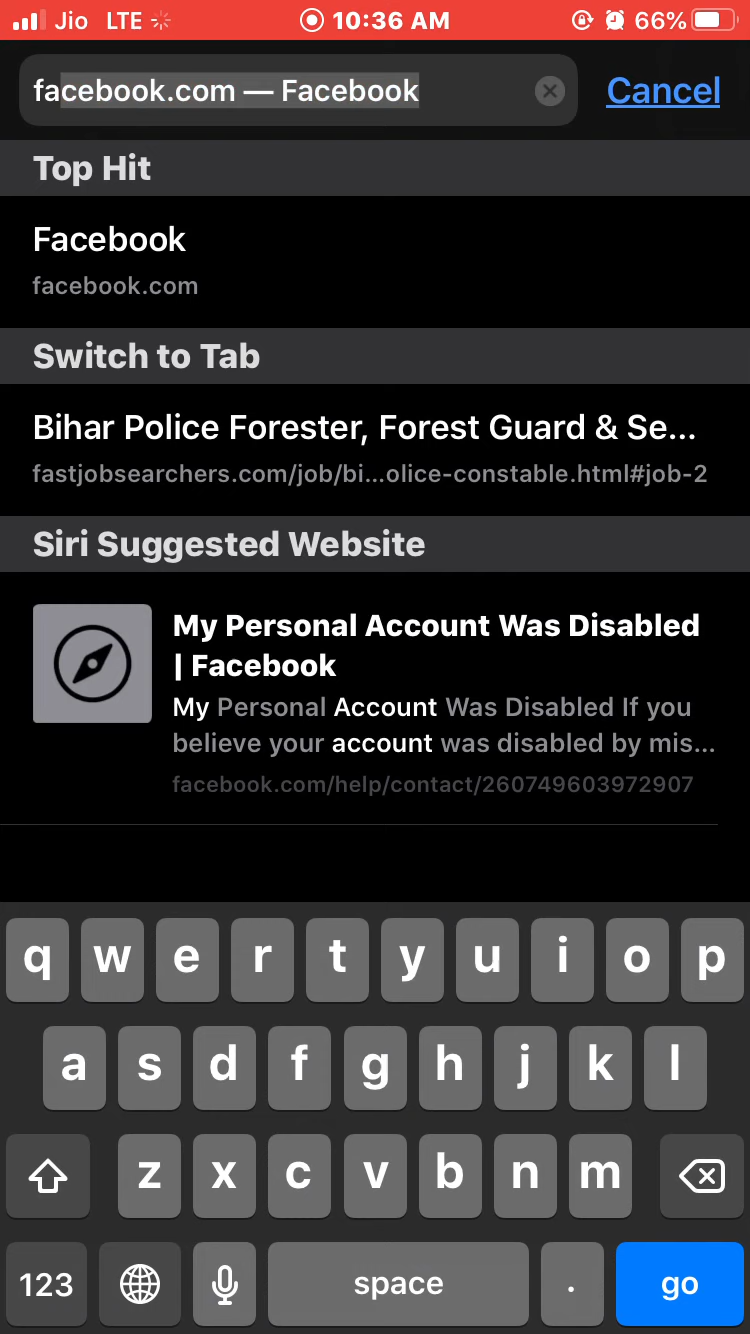 Jio LTE 10:36 AM 66%
facebook.com — Facebook Cancel
Top Hit
Facebook
facebook.com
Switch to Tab
Bihar Police Forester, Forest Guard & Se...
fastjobsearchers.com/job/bi...olice-constable.html#job-2
Siri Suggested Website
My Personal Account Was Disabled
| Facebook
My Personal Account Was Disabled If you
believe your account was disabled by mis...
facebook.com/help/contact/260749603972907
q w e r t y u i o p
a s d f g h j k l
z x c v b n m
123 space . go